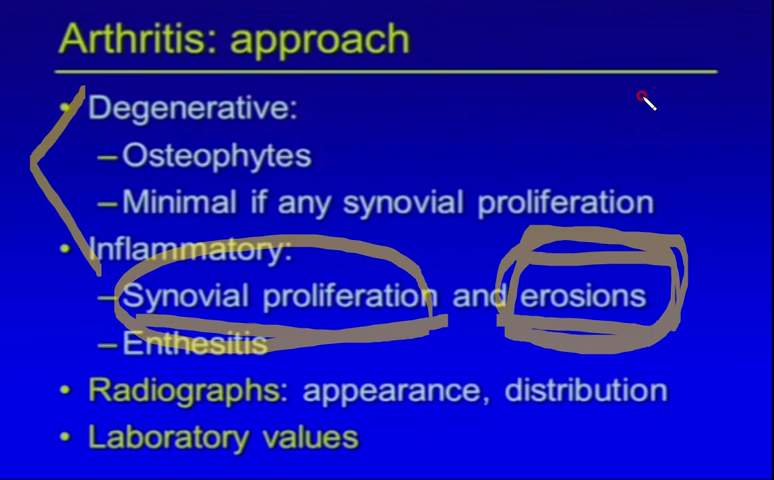 Arthritis: approach
• Degenerative:
– Osteophytes
– Minimal if any synovial proliferation
• Inflammatory:
– Synovial proliferation and erosions
– Enthesitis
• Radiographs: appearance, distribution
• Laboratory values